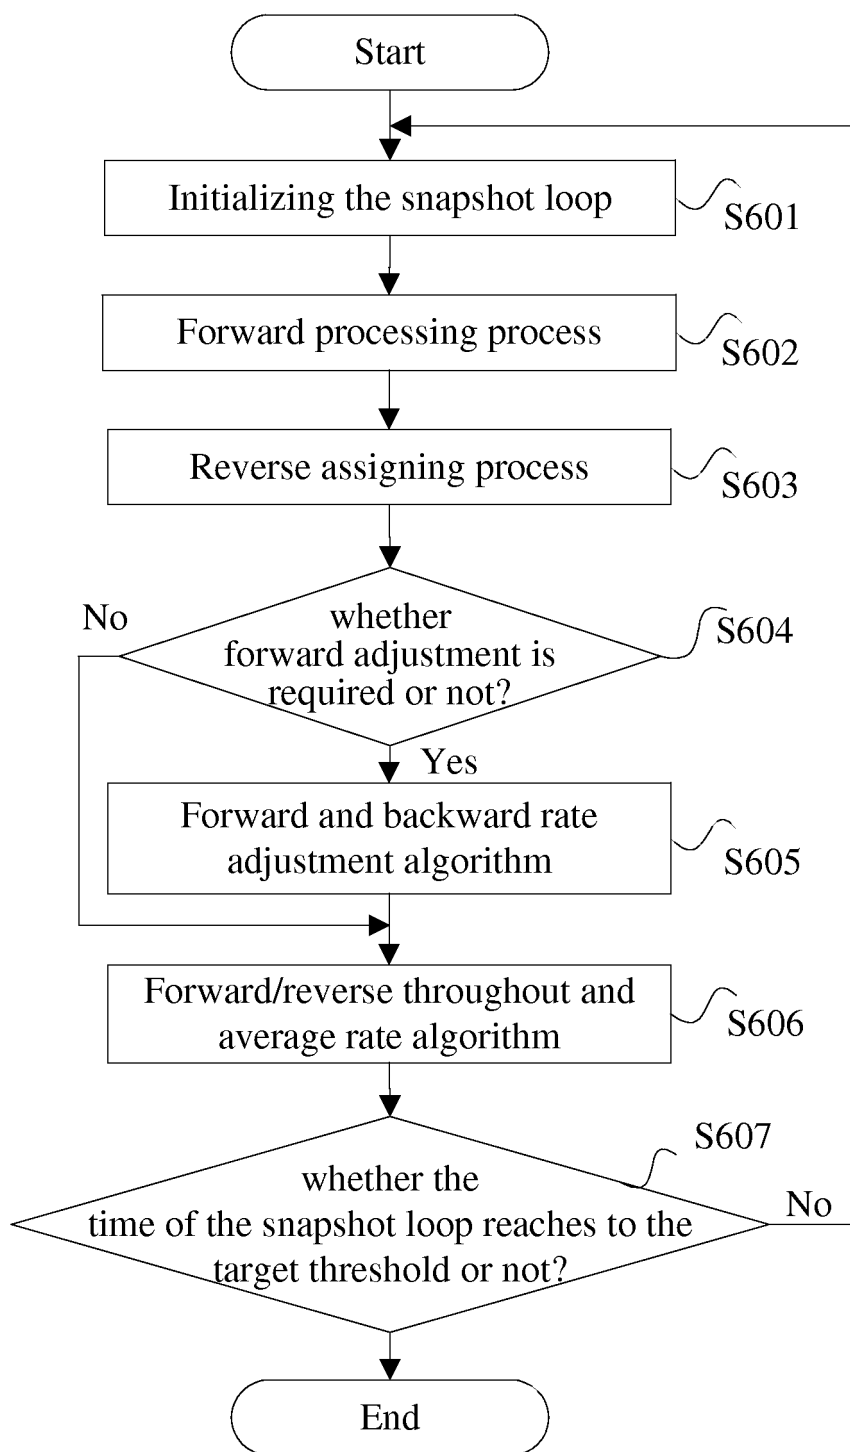 Start
Initializing the snapshot loop
S601
Forward processing process
S602
Reverse assigning process
S603
No
whether
forward adjustment is
required or not?
S604
Yes
Forward and backward rate
adjustment algorithm
S605
Forward/reverse throughout and
average rate algorithm
S606
S607
whether the
time of the snapshot loop reaches to the
target threshold or not?
No
End